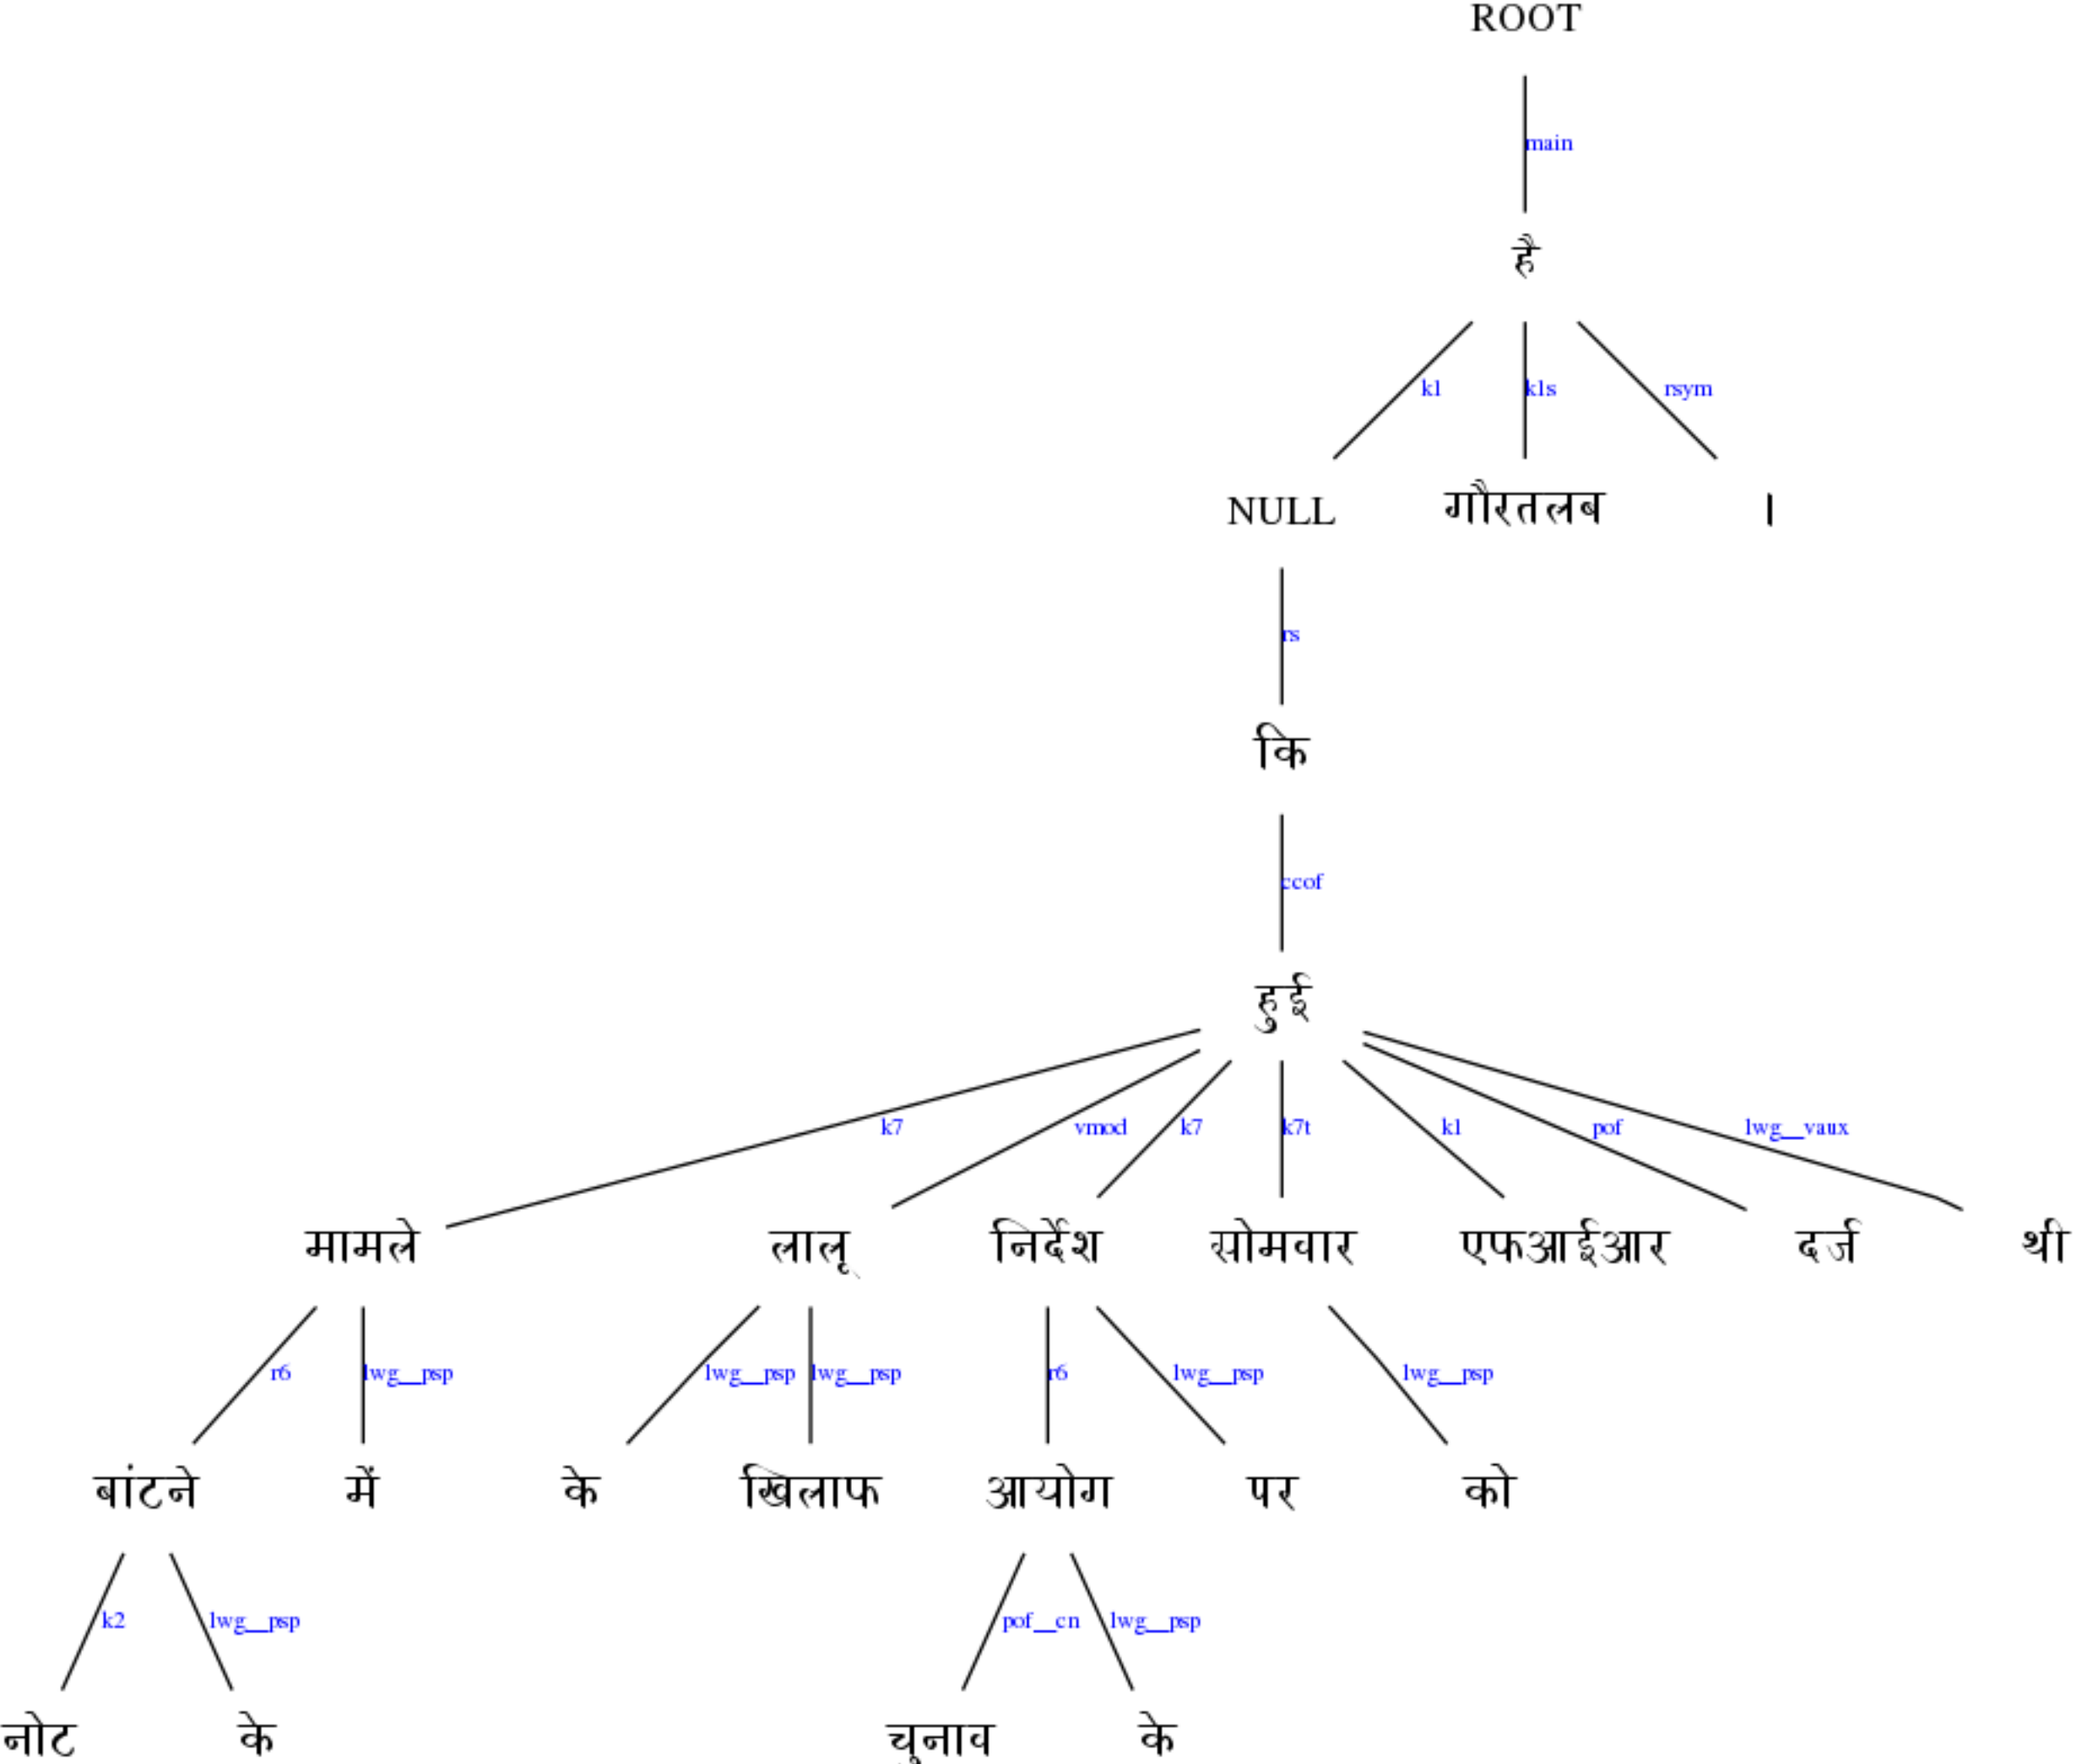 ROOT
main
है
k1 k1s rsym
NULL गौरतलब ।
rs
कि
ccof
हुई
k7 vmod k7 k7t k1 pof lwg__vaux
मामले लालू निर्देश सोमवार एफआईआर दर्ज थी
r6 lwg__psp lwg__psp lwg__psp r6 lwg__psp lwg__psp
बांटने में के खिलाफ आयोग पर को
k2 lwg__psp pof__cn lwg__psp
नोट के चुनाव के